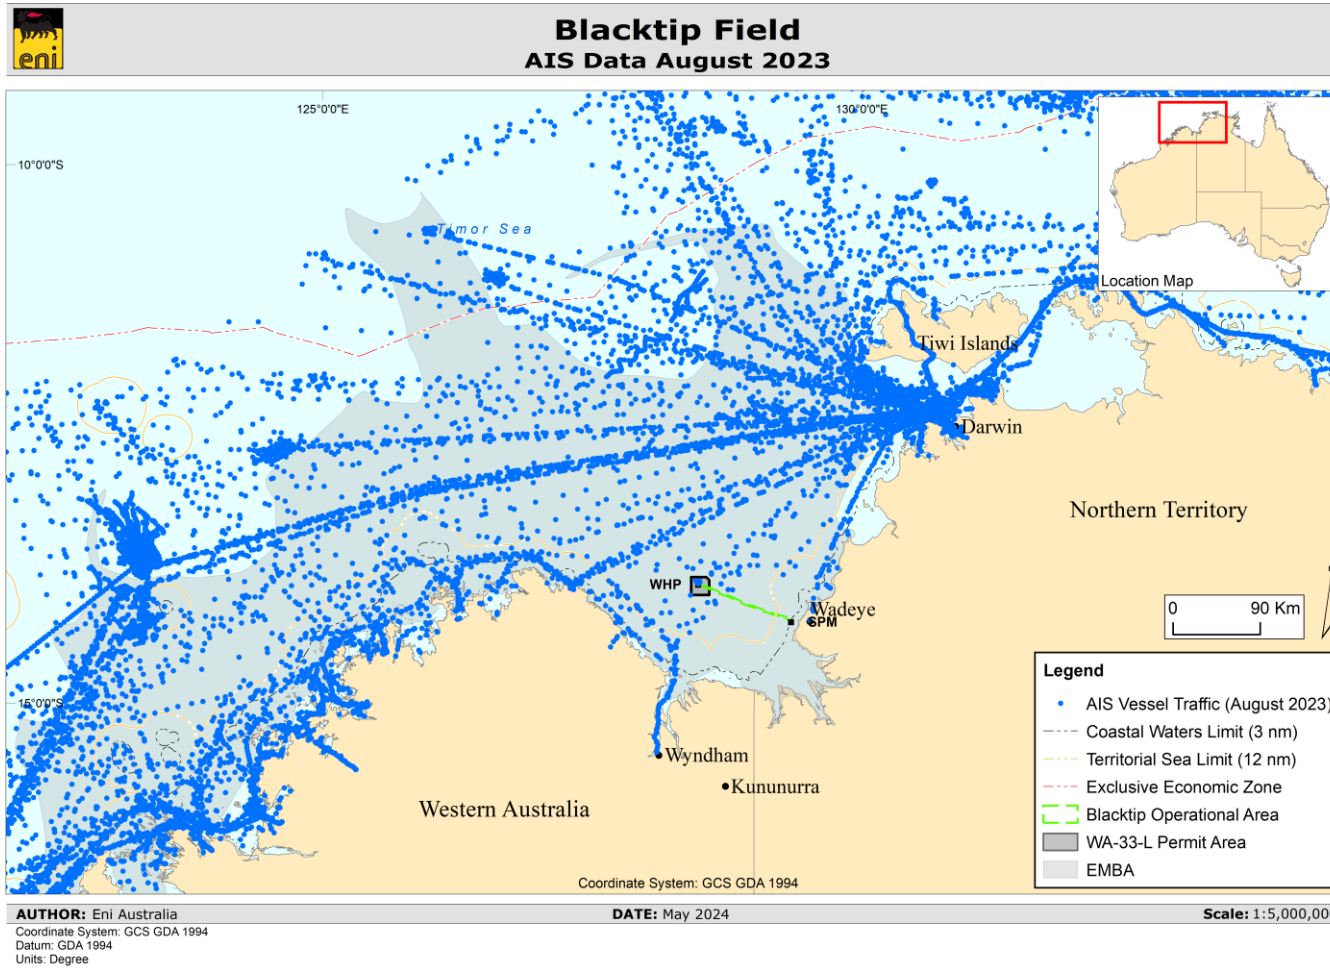 eni
Blacktip Field
AIS Data August 2023
125°0'0"E
130°0'0"E
10°0'0"S
Timor Sea
Location Map
Tiwi Islands
Darwin
Northern Territory
WHP
Wadeye
SPM
0 90 Km
15°0'0"S
Wyndham
Kununurra
Western Australia
Coordinate System: GCS GDA 1994
Legend
AIS Vessel Traffic (August 2023)
Coastal Waters Limit (3 nm)
Territorial Sea Limit (12 nm)
Exclusive Economic Zone
Blacktip Operational Area
WA-33-L Permit Area
EMBA
AUTHOR: Eni Australia DATE: May 2024 Scale: 1:5,000,00
Coordinate System: GCS GDA 1994
Datum: GDA 1994
Units: Degree